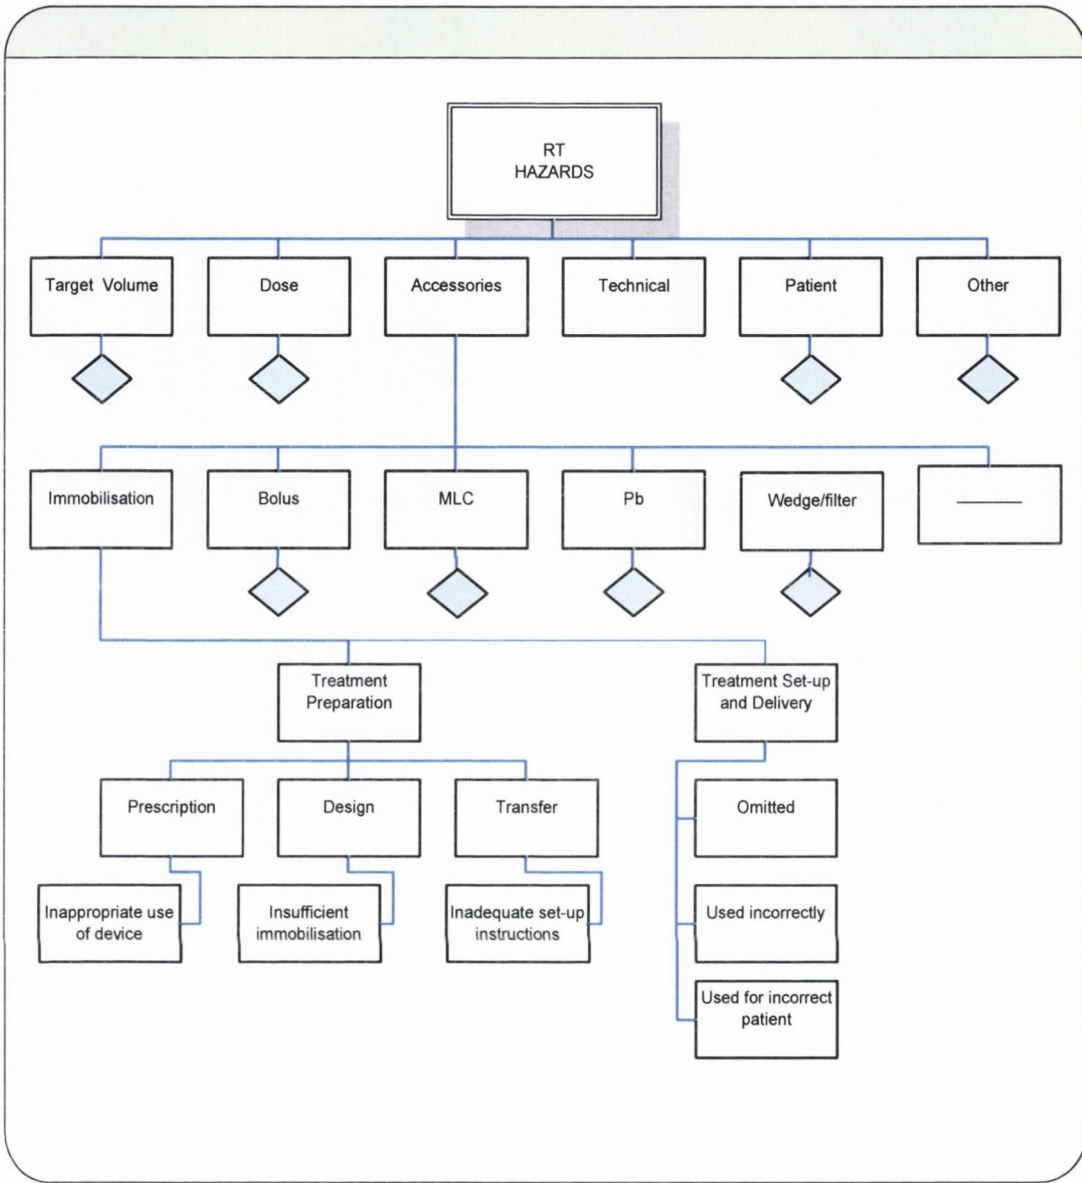 RT
HAZARDS
Target Volume
Dose
Accessories
Technical
Patient
Other
Immobilisation
Bolus
MLC
Pb
Wedge/filter
Treatment
Preparation
Treatment Set-up
and Delivery
Prescription
Design
Transfer
Omitted
Inappropriate use
of device
Insufficient
immobilisation
Inadequate set-up
instructions
Used incorrectly
Used for incorrect
patient